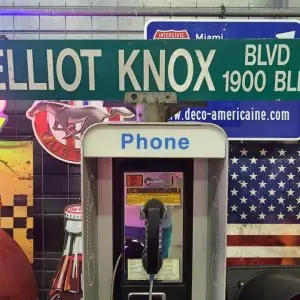 INTERSTATE
Miami
ELLIOT KNOX
BLVD
1900 BL
www.deco-americaine.com
Phone